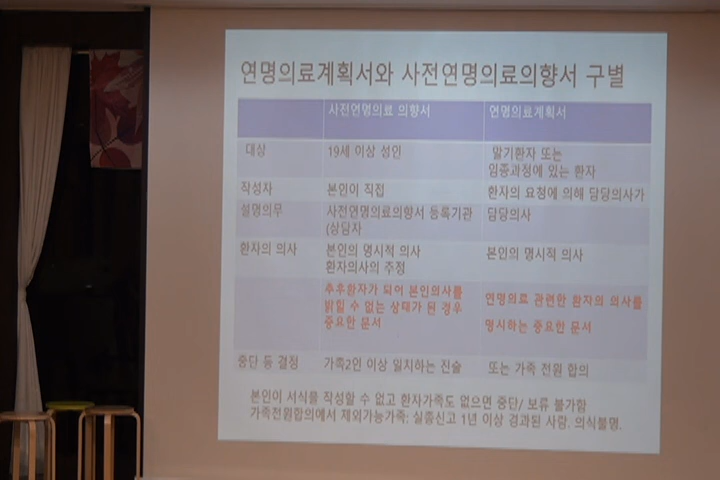 연명의료계획서와 사전연명의료의향서 구별
사전연명의료 의향서 연명의료계획서
대상 19세 이상 성인 말기환자 또는
임종과정에 있는 환자
작성자 본인이 직접 환자의 요청에 의해 담당의사가
설명의무 사전연명의료의향서 등록기관 담당의사
(상담자
환자의 의사 본인의 명시적 의사 본인의 명시적 의사
환자의사의 추정
추후환자가 되어 본인의사를
밝힐 수 없는 상태가 된 경우
중요한 문서
연명의료 관련한 환자의 의사를
명시하는 중요한 문서
중단 등 결정 가족2인 이상 일치하는 진술 또는 가족 전원 합의
본인이 서식을 작성할 수 없고 환자가족도 없으면 중단/ 보류 불가함
가족전원합의에서 제외가능가족: 실종신고 1년 이상 경과된 사람. 의식불명.